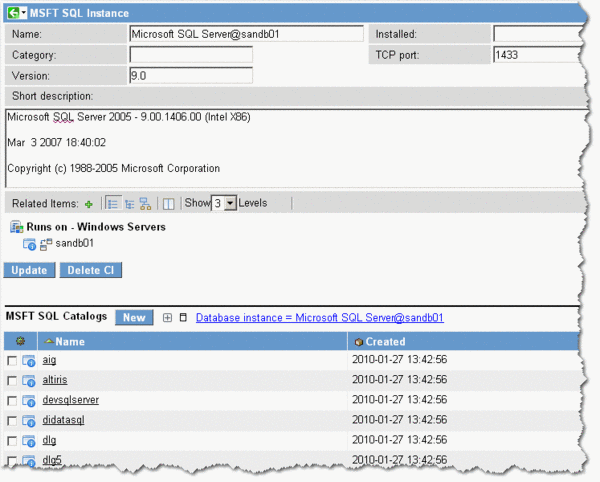 MSFT SQL Instance
Name: Microsoft SQL Server@sandb01 Installed:
Category: TCP port: 1433
Version: 9.0
Short description:
Microsoft SQL Server 2005 - 9.00.1406.00 (Intel X86)
Mar 3 2007 18:40:02
Copyright (c) 1988-2005 Microsoft Corporation
Related Items: Show 3 Levels
Runs on - Windows Servers
sandb01
Update Delete CI
MSFT SQL Catalogs New Database instance = Microsoft SQL Server@sandb01
Name Created
aig 2010-01-27 13:42:56
altiris 2010-01-27 13:42:56
devsqlserver 2010-01-27 13:42:56
didatasql 2010-01-27 13:42:56
dlg 2010-01-27 13:42:56
dlg5 2010-01-27 13:42:56